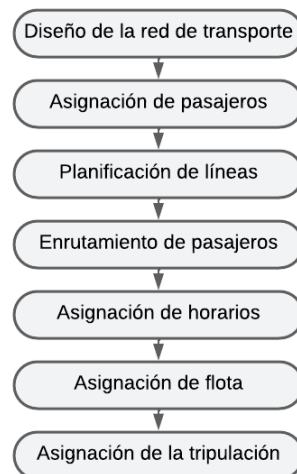 Diseño de la red de transporte
Asignación de pasajeros
Planificación de líneas
Enrutamiento de pasajeros
Asignación de horarios
Asignación de flota
Asignación de la tripulación